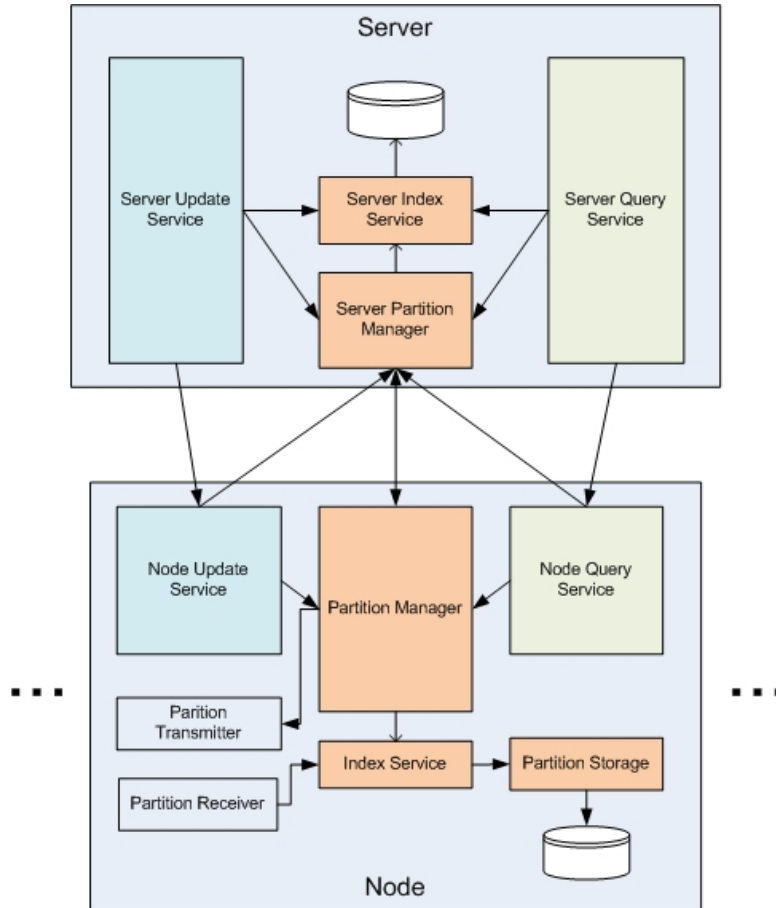 Server
Server Update
Service
Server Index
Service
Server Query
Service
Server Partition
Manager
Node Update
Service
Partition Manager
Node Query
Service
Parition
Transmitter
Index Service
Partition Storage
Partition Receiver
Node